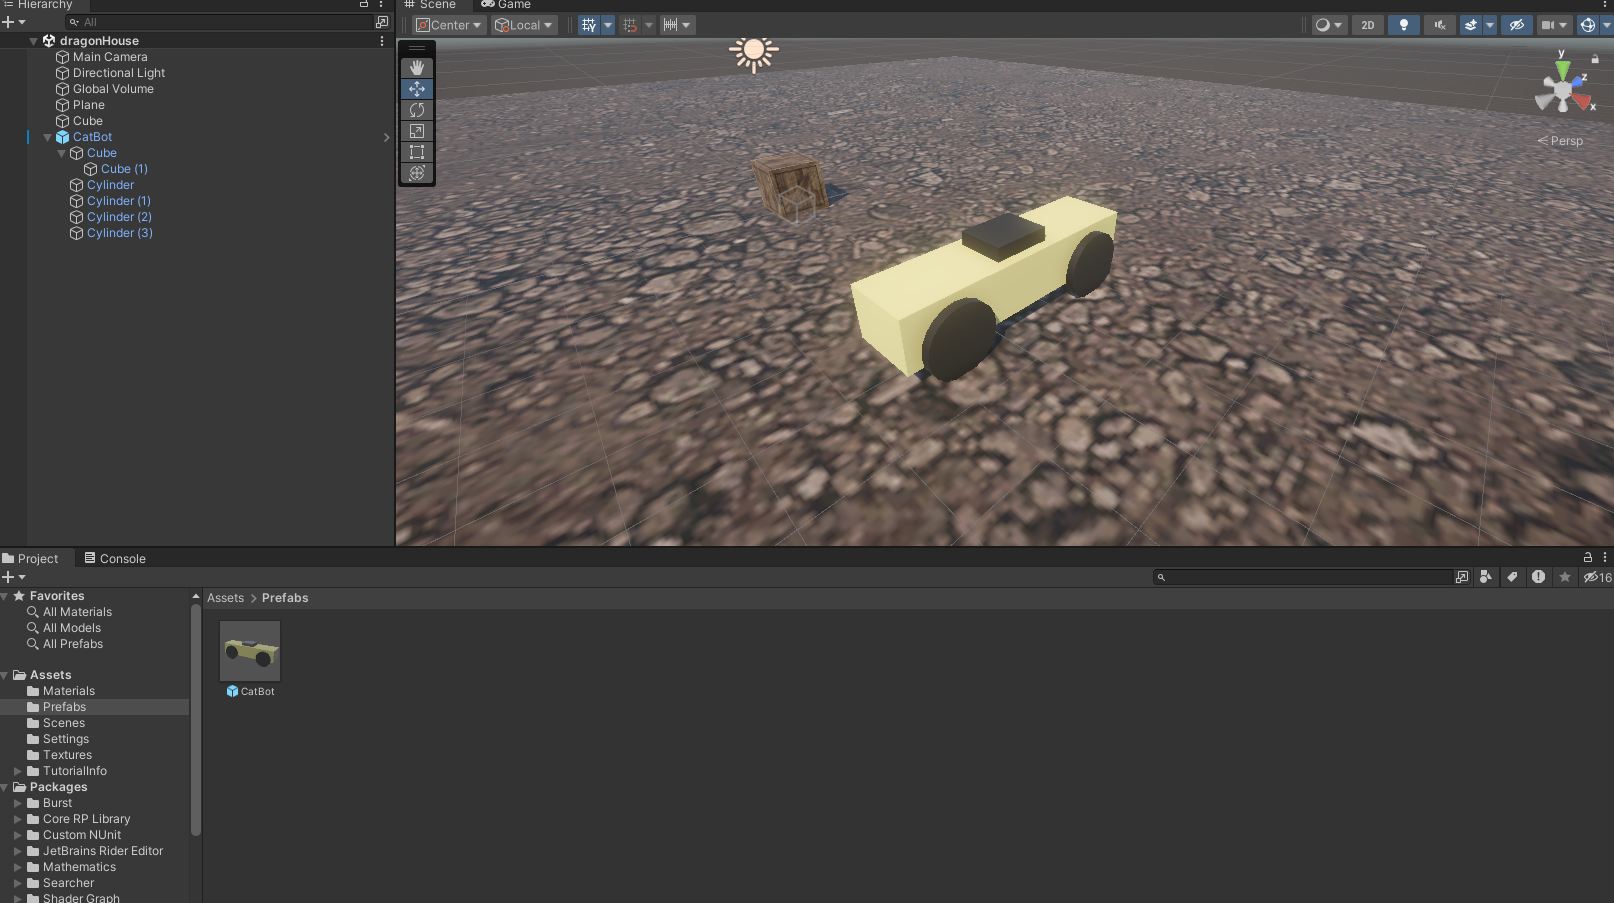 Hierarchy
Scene
Game
All
Center
Local
2D
dragonHouse
Main Camera
Directional Light
Global Volume
Plane
Cube
CatBot
Cube
Cube (1)
Cylinder
Cylinder (1)
Cylinder (2)
Cylinder (3)
y
z
x
Persp
Project
Console
16
Favorites
All Materials
All Models
All Prefabs
Assets
Materials
Prefabs
Scenes
Settings
Textures
TutorialInfo
Packages
Burst
Core RP Library
Custom NUnit
JetBrains Rider Editor
Mathematics
Searcher
Shader Graph
Assets > Prefabs
CatBot